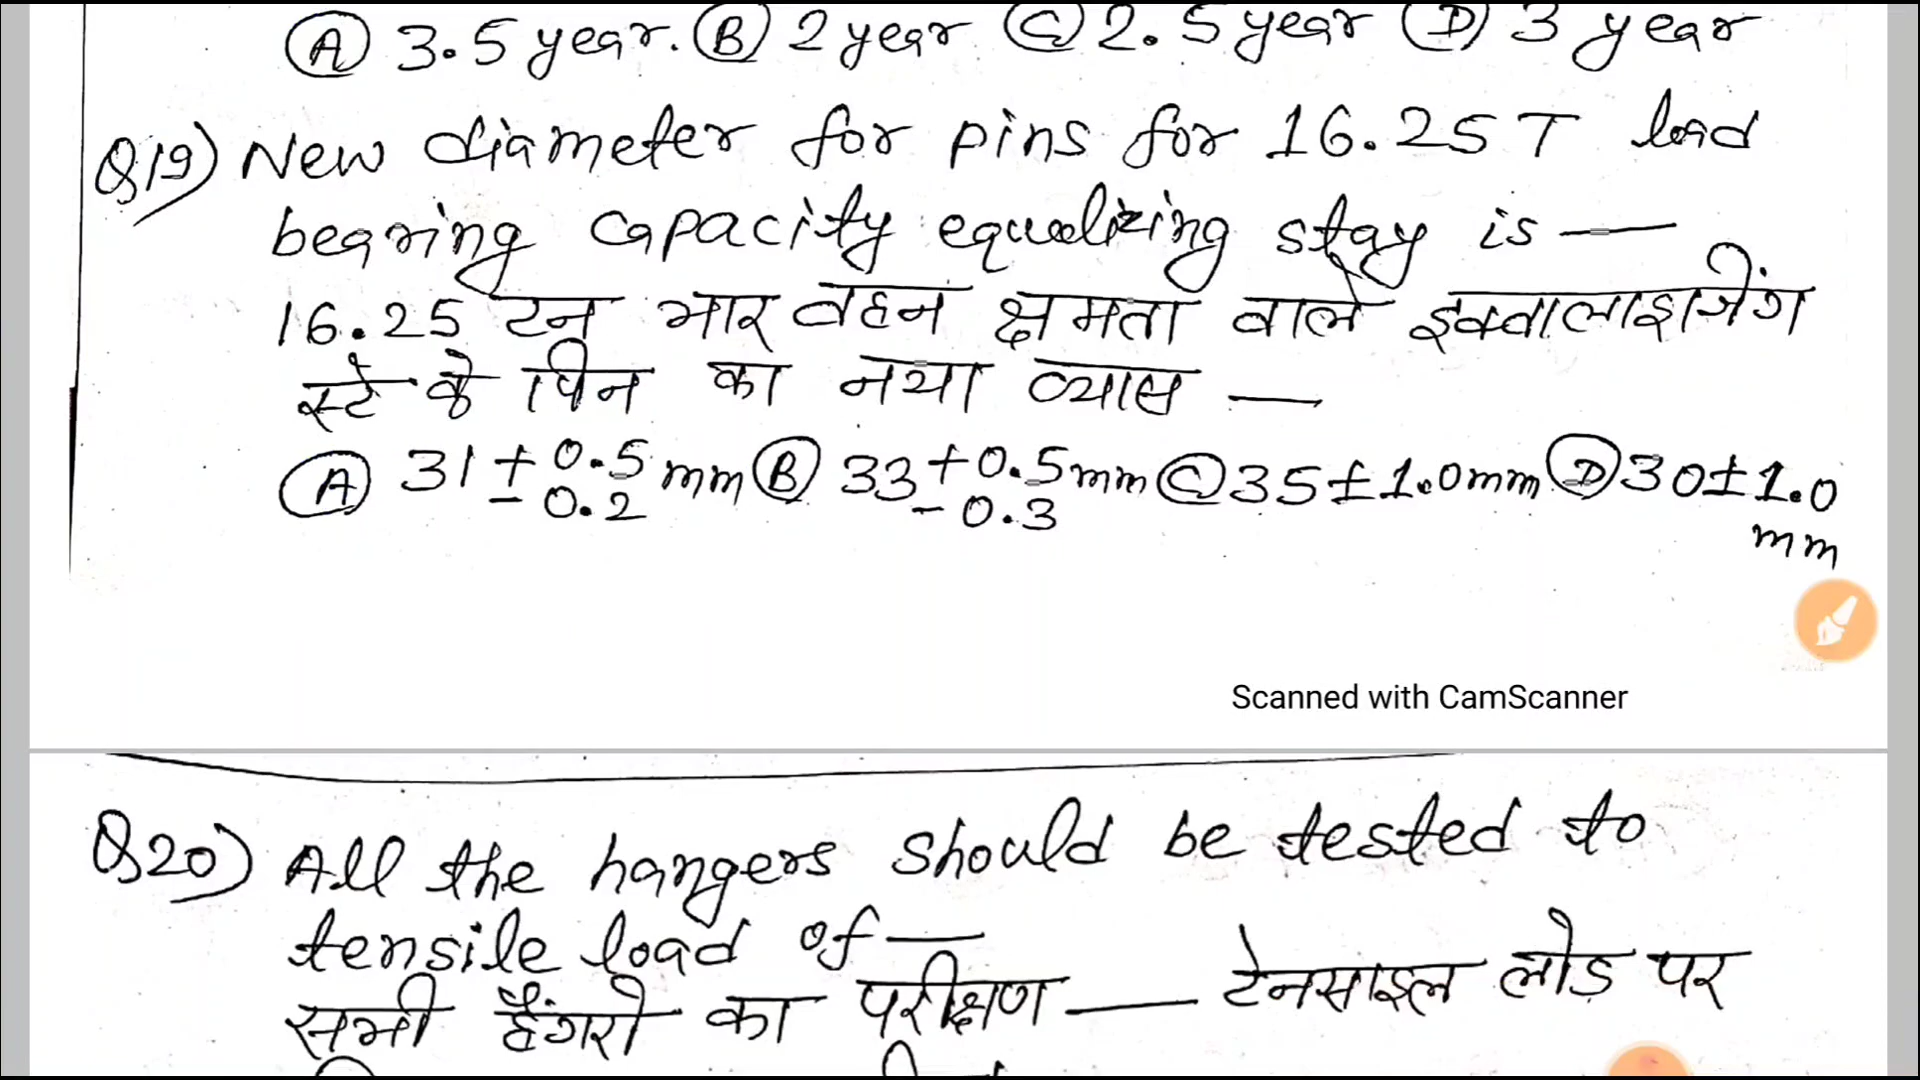 (A) 3.5 year. (B) 2 year (C) 2.5 year (D) 3 year
Q19) New diameter for pins for 16.25T load
bearing capacity equalizing stay is —
16.25 टन भार वहन क्षमता वाले इक्वालाइजिंग
स्टे के पिन का नया व्यास —
(A) 31 + 0.5 - 0.2 mm (B) 33 + 0.5 - 0.3 mm (C) 35 ± 1.0 mm (D) 30 ± 1.0
mm
Scanned with CamScanner
Q20) All the hangers should be tested to
tensile load of —
सभी हैंगरो का परीक्षण — टेनसाइल लोड पर